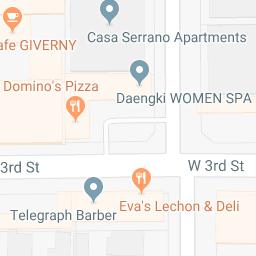 Casa Serrano Apartments
afe GIVERNY
Domino's Pizza
Daengki WOMEN SPA
3rd St
W 3rd St
Eva's Lechon & Deli
Telegraph Barber